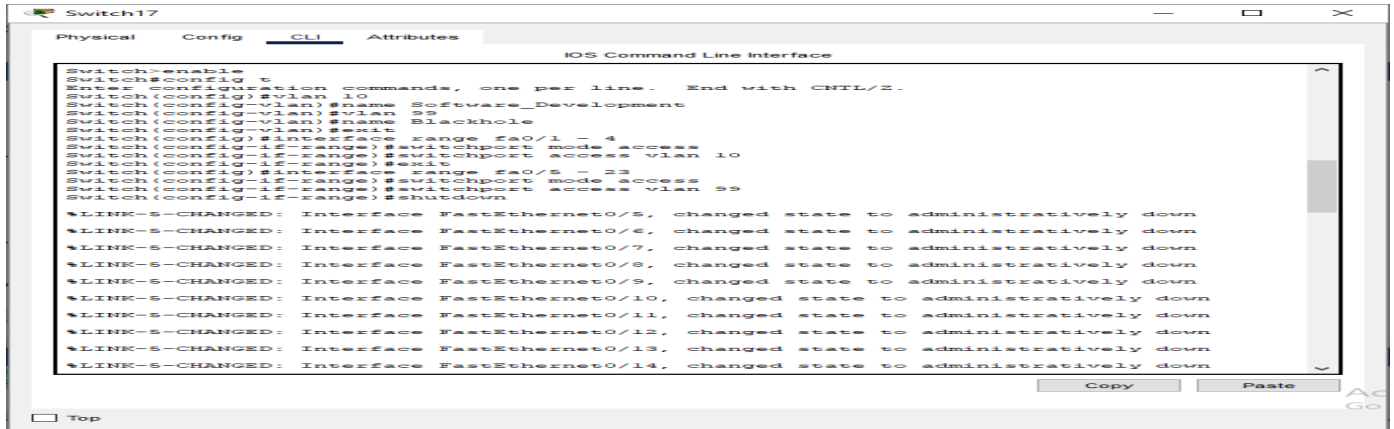 Switch17
Physical Config CLI Attributes
IOS Command Line Interface
Switch>enable
Switch#config t
Enter configuration commands, one per line. End with CNTL/Z.
Switch(config)#vlan 10
Switch(config-vlan)#name Software_Development
Switch(config-vlan)#vlan 99
Switch(config-vlan)#name Blackhole
Switch(config-vlan)#exit
Switch(config)#interface range fa0/1 - 4
Switch(config-if-range)#switchport mode access
Switch(config-if-range)#switchport access vlan 10
Switch(config-if-range)#exit
Switch(config)#interface range fa0/5 - 23
Switch(config-if-range)#switchport mode access
Switch(config-if-range)#switchport access vlan 99
Switch(config-if-range)#shutdown
%LINK-5-CHANGED: Interface FastEthernet0/5, changed state to administratively down
%LINK-5-CHANGED: Interface FastEthernet0/6, changed state to administratively down
%LINK-5-CHANGED: Interface FastEthernet0/7, changed state to administratively down
%LINK-5-CHANGED: Interface FastEthernet0/8, changed state to administratively down
%LINK-5-CHANGED: Interface FastEthernet0/9, changed state to administratively down
%LINK-5-CHANGED: Interface FastEthernet0/10, changed state to administratively down
%LINK-5-CHANGED: Interface FastEthernet0/11, changed state to administratively down
%LINK-5-CHANGED: Interface FastEthernet0/12, changed state to administratively down
%LINK-5-CHANGED: Interface FastEthernet0/13, changed state to administratively down
%LINK-5-CHANGED: Interface FastEthernet0/14, changed state to administratively down
Copy Paste
Ac
Go
Top